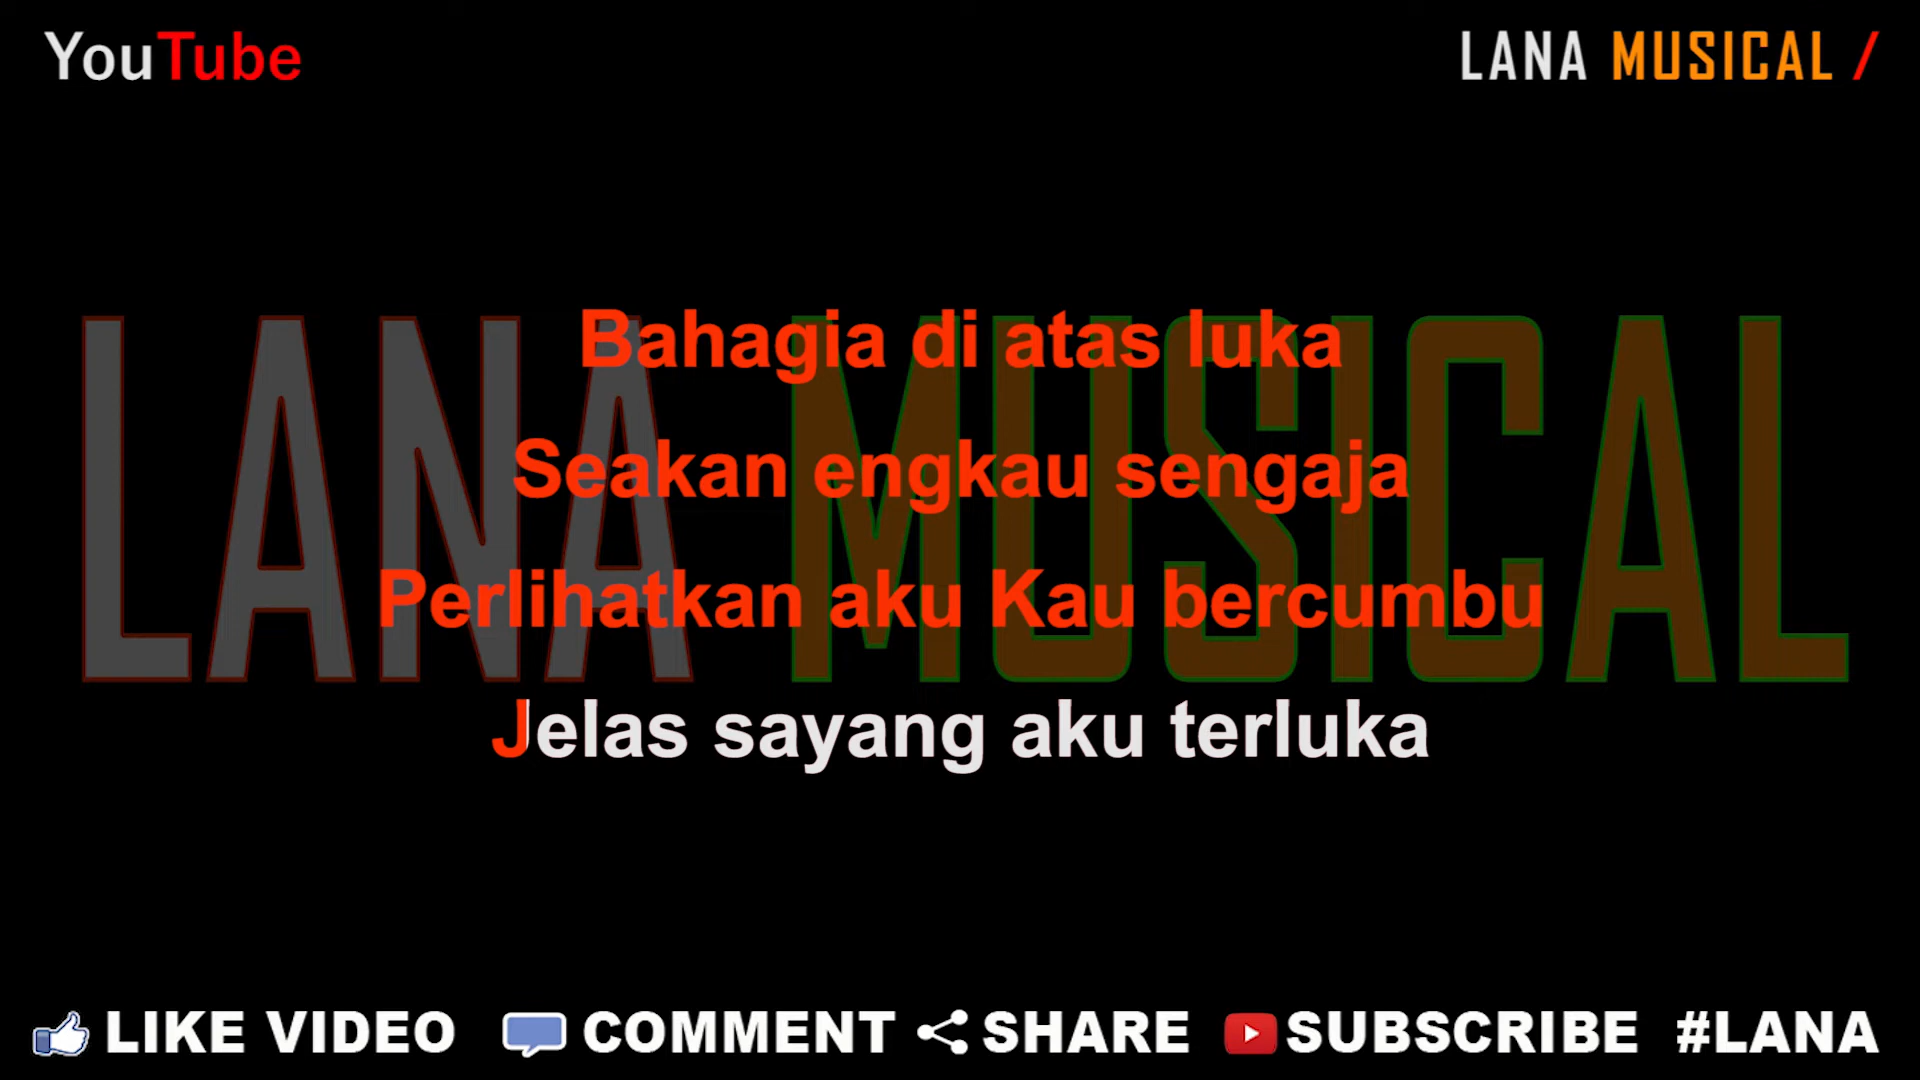 YouTube
LANA MUSICAL /
LANA MUSICAL
Bahagia di atas luka
Seakan engkau sengaja
Perlihatkan aku Kau bercumbu
Jelas sayang aku terluka
LIKE VIDEO COMMENT SHARE SUBSCRIBE #LANA